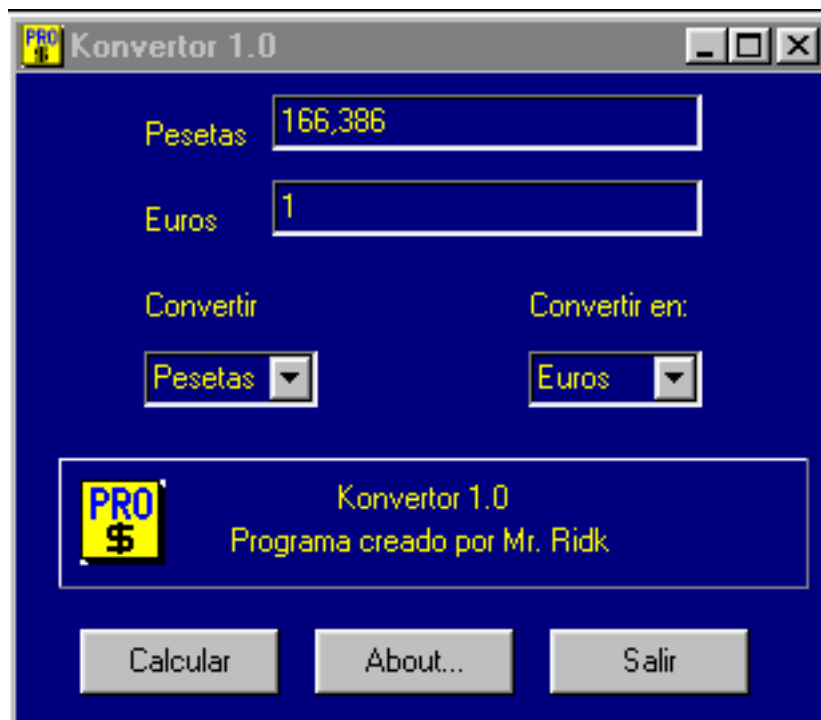 PRO $ Konvertor 1.0
Pesetas 166,386
Euros 1
Convertir Convertir en:
Pesetas Euros
PRO
$
Konvertor 1.0
Programa creado por Mr. Ridk
Calcular About... Salir